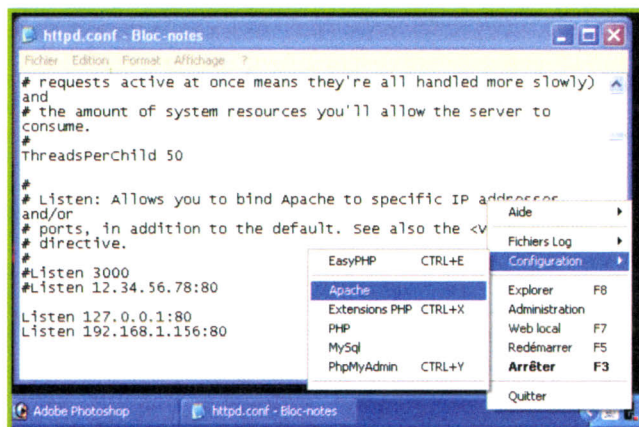 httpd.conf - Bloc-notes
Fichier Edition Format Affichage ?
# requests active at once means they're all handled more slowly)
and
# the amount of system resources you'll allow the server to
consume.
#
ThreadsPerChild 50
#
# Listen: Allows you to bind Apache to specific IP addresses
and/or
# ports, in addition to the default. See also the <V
# directive.
#
#Listen 3000
#Listen 12.34.56.78:80
Listen 127.0.0.1:80
Listen 192.168.1.156:80
EasyPHP CTRL+E
Apache
Extensions PHP CTRL+X
PHP
MySql
PhpMyAdmin CTRL+Y
Aide
Fichiers Log
Configuration
Explorer F8
Administration
Web local F7
Redémarrer F5
Arrêter F3
Quitter
Adobe Photoshop
httpd.conf - Bloc-notes